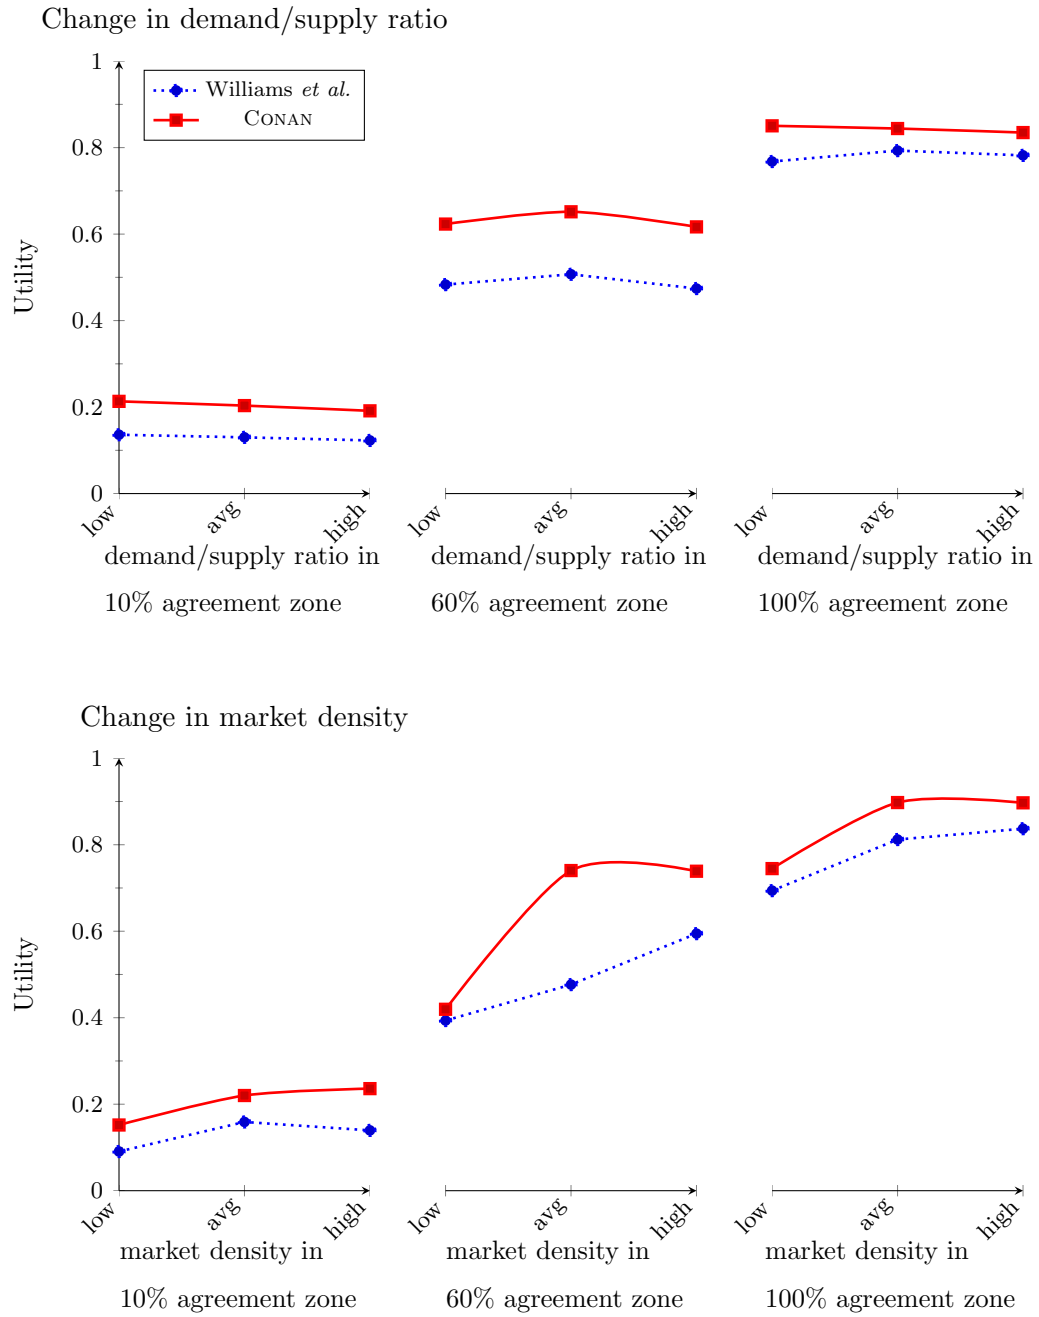 Change in demand/supply ratio
1
0.8
0.6
0.4
0.2
0
Utility
Williams et al.
CONAN
low avg high
demand/supply ratio in
10% agreement zone
low avg high
demand/supply ratio in
60% agreement zone
low avg high
demand/supply ratio in
100% agreement zone
Change in market density
1
0.8
0.6
0.4
0.2
0
Utility
low avg high
market density in
10% agreement zone
low avg high
market density in
60% agreement zone
low avg high
market density in
100% agreement zone